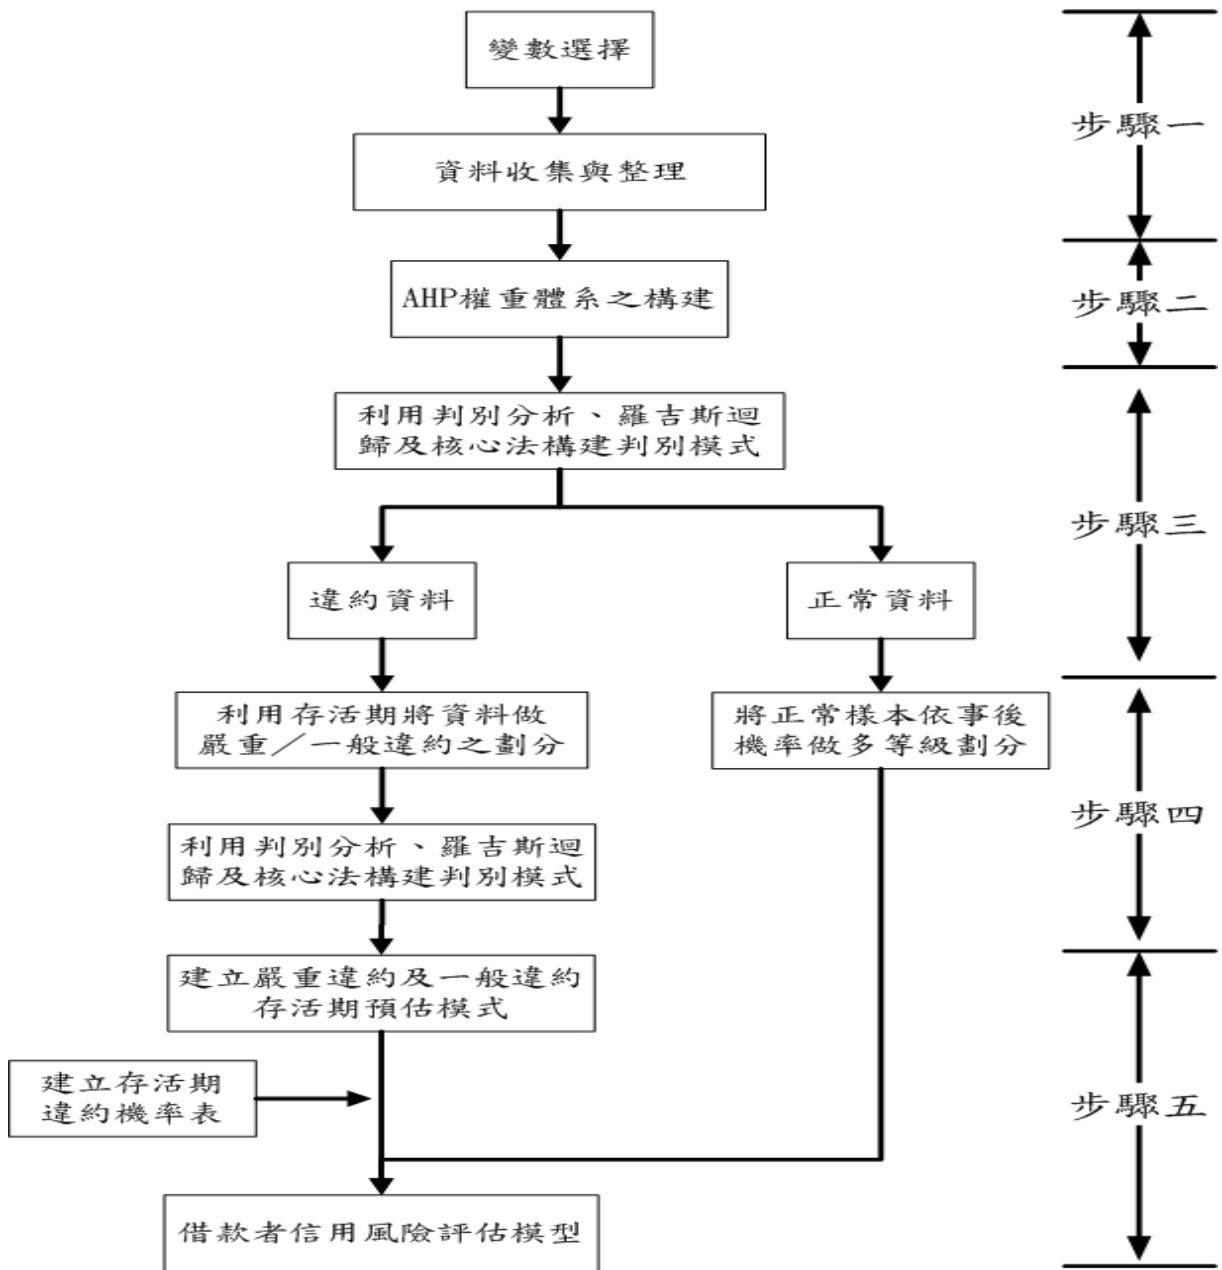 變數選擇
步驟一
資料收集與整理
AHP權重體系之構建
步驟二
利用判別分析、羅吉斯迴
歸及核心法構建判別模式
步驟三
違約資料
正常資料
利用存活期將資料做
嚴重／一般違約之劃分
將正常樣本依事後
機率做多等級劃分
步驟四
利用判別分析、羅吉斯迴
歸及核心法構建判別模式
建立嚴重違約及一般違約
存活期預估模式
建立存活期
違約機率表
步驟五
借款者信用風險評估模型